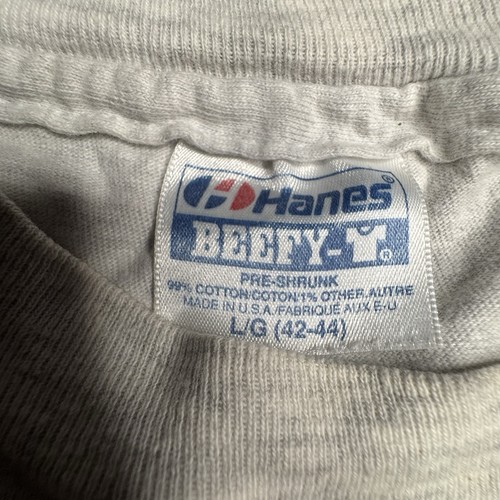 Hanes®
BEEFY-T®
PRE-SHRUNK
99% COTTON/COTON/1% OTHER.AUTRE
MADE IN U.S.A./FABRIQUE AUX E.-U
L/G (42-44)